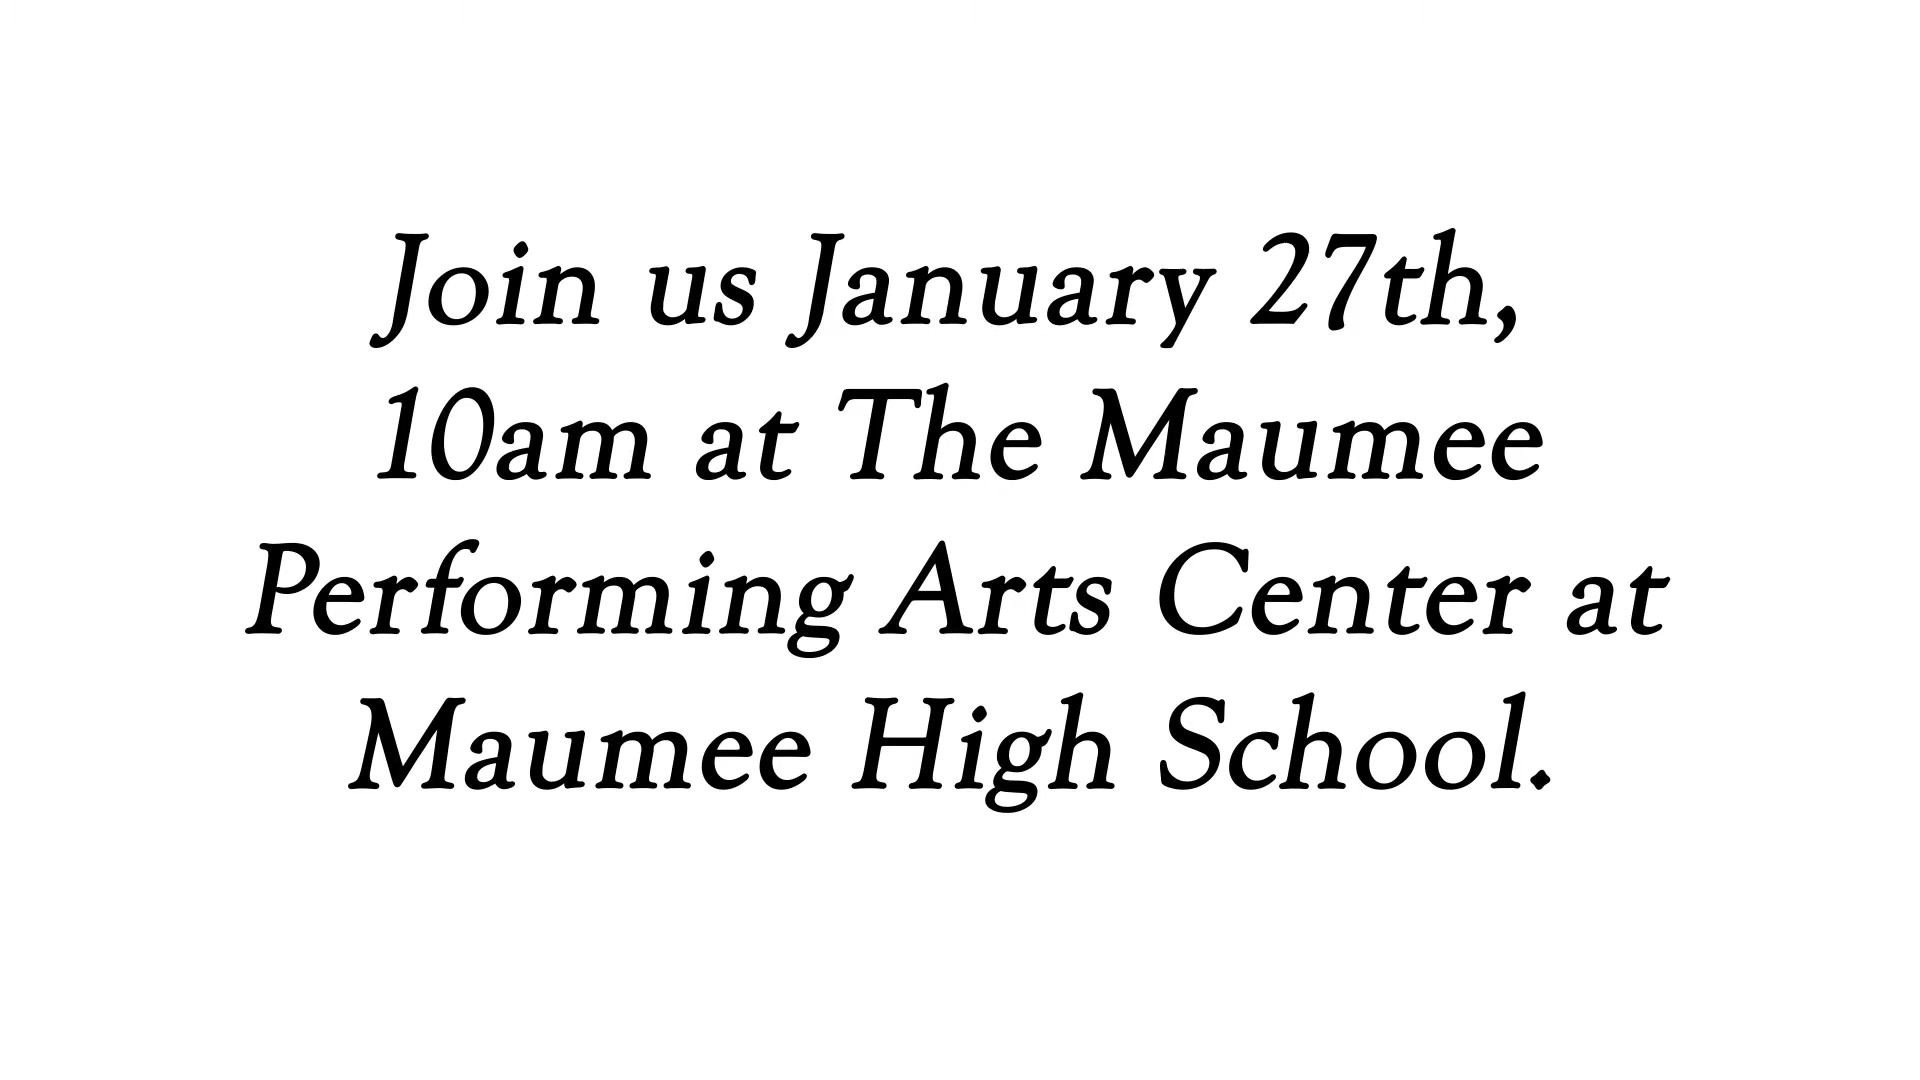 Join us January 27th,
10am at The Maumee
Performing Arts Center at
Maumee High School.